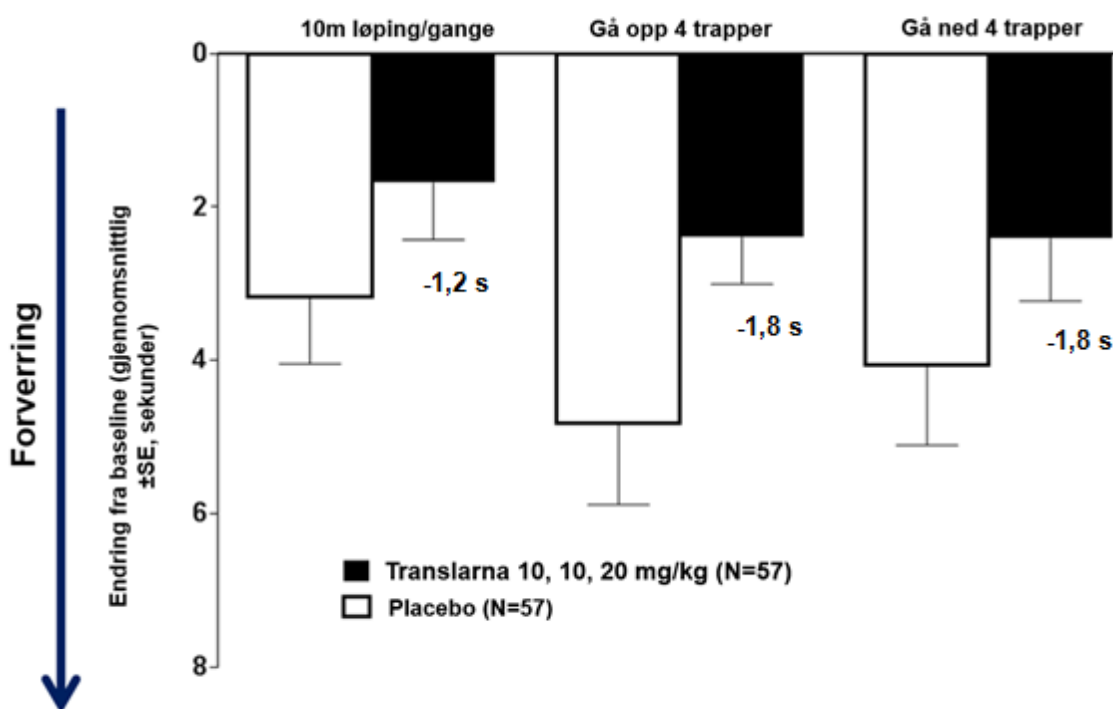 10m løping/gange
Gå opp 4 trapper
Gå ned 4 trapper
0
2
4
6
8
Forverring
Endring fra baseline (gjennomsnittlig
±SE, sekunder)
-1,2 s
-1,8 s
-1,8 s
Translarna 10, 10, 20 mg/kg (N=57)
Placebo (N=57)